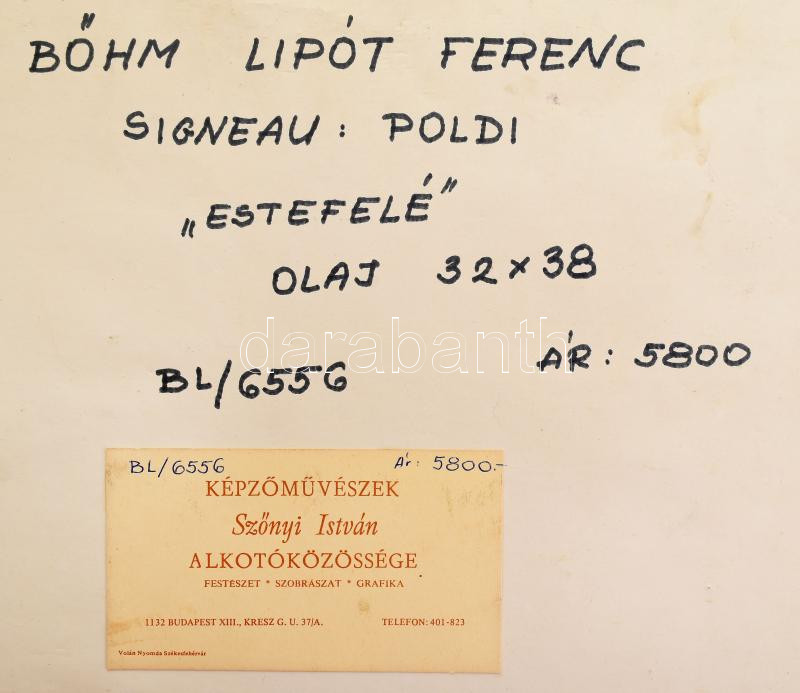 BŐHM LIPÓT FERENC
SIGNEAU: POLDI
„ESTEFELÉ”
OLAJ 32×38
darabanth
BL/6556 ÁR: 5800
BL/6556 Ár: 5800.-
KÉPZŐMŰVÉSZEK
Szőnyi István
ALKOTÓKÖZÖSSÉGE
FESTÉSZET * SZOBRÁSZAT * GRAFIKA
1132 BUDAPEST XIII., KRESZ G. U. 37/A. TELEFON: 401-823
Volán Nyomda Székesfehérvár